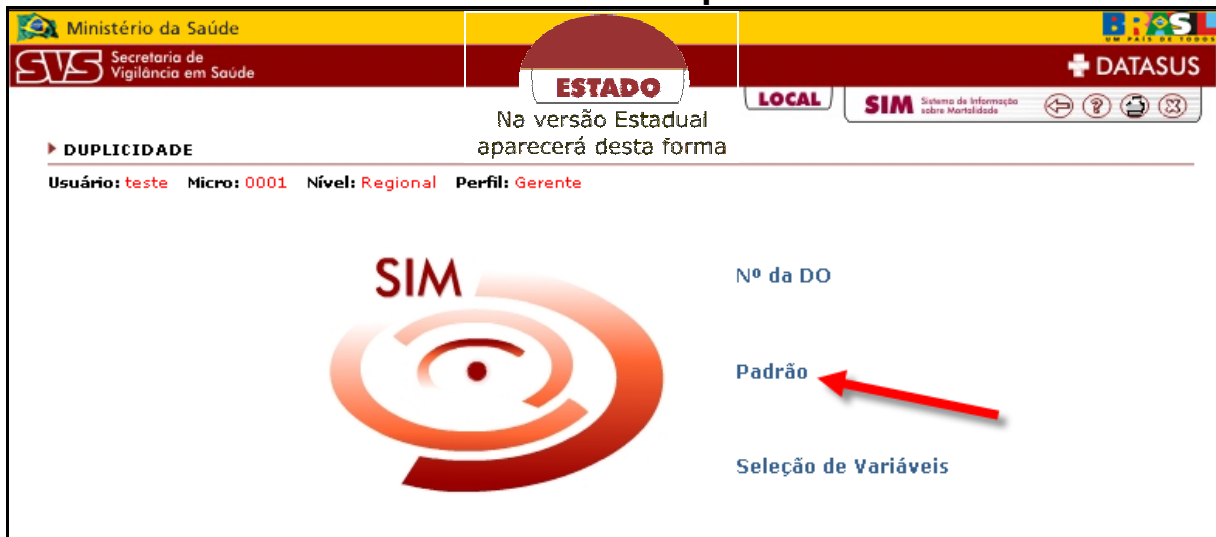 Ministério da Saúde
BRASIL
UM PAÍS DE TODOS
SVS Secretaria de
Vigilância em Saúde
DATASUS
ESTADO
LOCAL
SIM Sistema de Informação
sobre Mortalidade
Na versão Estadual
aparecerá desta forma
DUPLICIDADE
Usuário: teste Micro: 0001 Nível: Regional Perfil: Gerente
SIM
Nº da DO
Padrão
Seleção de Variáveis